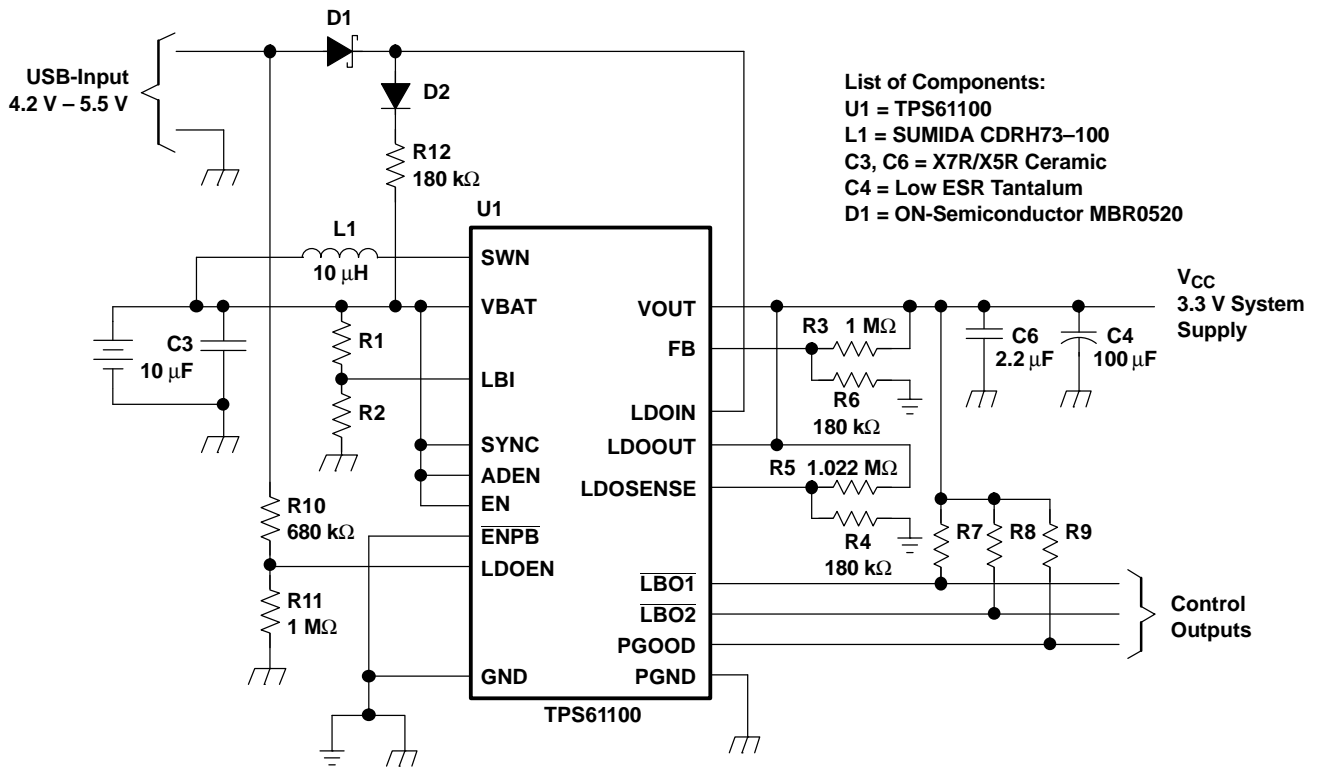 D1
USB-Input
4.2 V – 5.5 V
D2
R12
180 kΩ
List of Components:
U1 = TPS61100
L1 = SUMIDA CDRH73–100
C3, C6 = X7R/X5R Ceramic
C4 = Low ESR Tantalum
D1 = ON-Semiconductor MBR0520
U1
L1
10 μH
SWN
VBAT
C3
10 μF
R1
LBI
R2
SYNC
ADEN
EN
ENPB
LDOEN
GND
R10
680 kΩ
R11
1 MΩ
VOUT
FB
LDOIN
LDOOUT
LDOSENSE
LBO1
LBO2
PGOOD
PGND
TPS61100
R3 1 MΩ
R6
180 kΩ
R5 1.022 MΩ
R4
180 kΩ
C6
2.2 μF
C4
100 μF
VCC
3.3 V System
Supply
R7
R8
R9
Control
Outputs